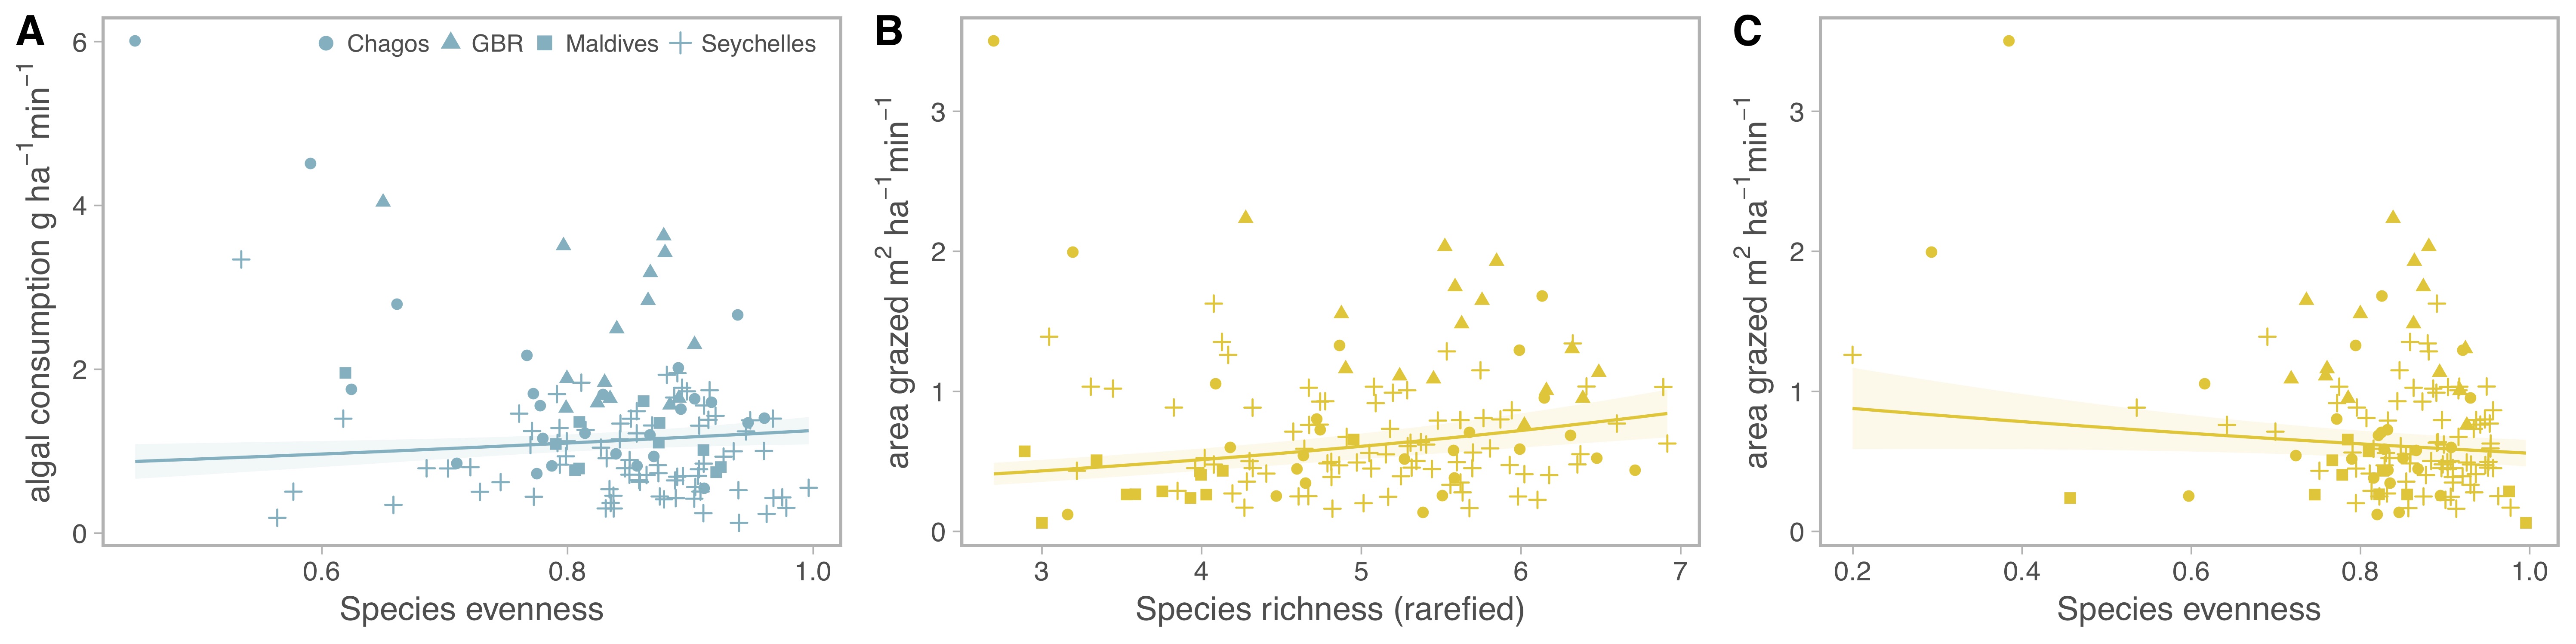 A
Chagos GBR Maldives Seychelles
algal consumption g ha⁻¹min⁻¹
6
4
2
0
0.6 0.8 1.0
Species evenness
B
area grazed m² ha⁻¹min⁻¹
3
2
1
0
3 4 5 6 7
Species richness (rarefied)
C
area grazed m² ha⁻¹min⁻¹
3
2
1
0
0.2 0.4 0.6 0.8 1.0
Species evenness